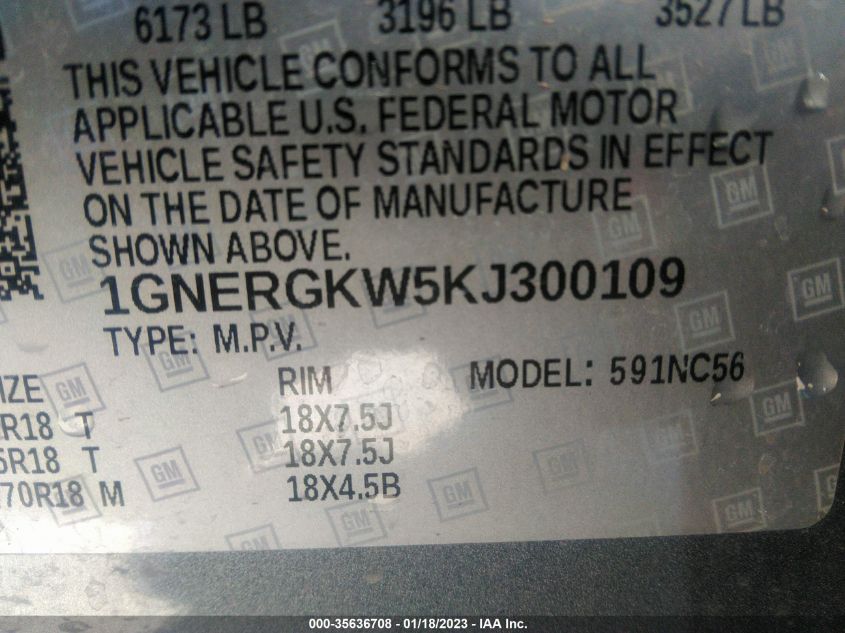 6173 LB 3196 LB 3527 LB
THIS VEHICLE CONFORMS TO ALL
APPLICABLE U.S. FEDERAL MOTOR
VEHICLE SAFETY STANDARDS IN EFFECT
ON THE DATE OF MANUFACTURE
SHOWN ABOVE.
1GNERGKW5KJ300109
TYPE: M.P.V.
IZE RIM MODEL: 591NC56
R18 T 18X7.5J
5R18 T 18X7.5J
70R18 M 18X4.5B
000-35636708 — 01/18/2023 — IAA Inc.